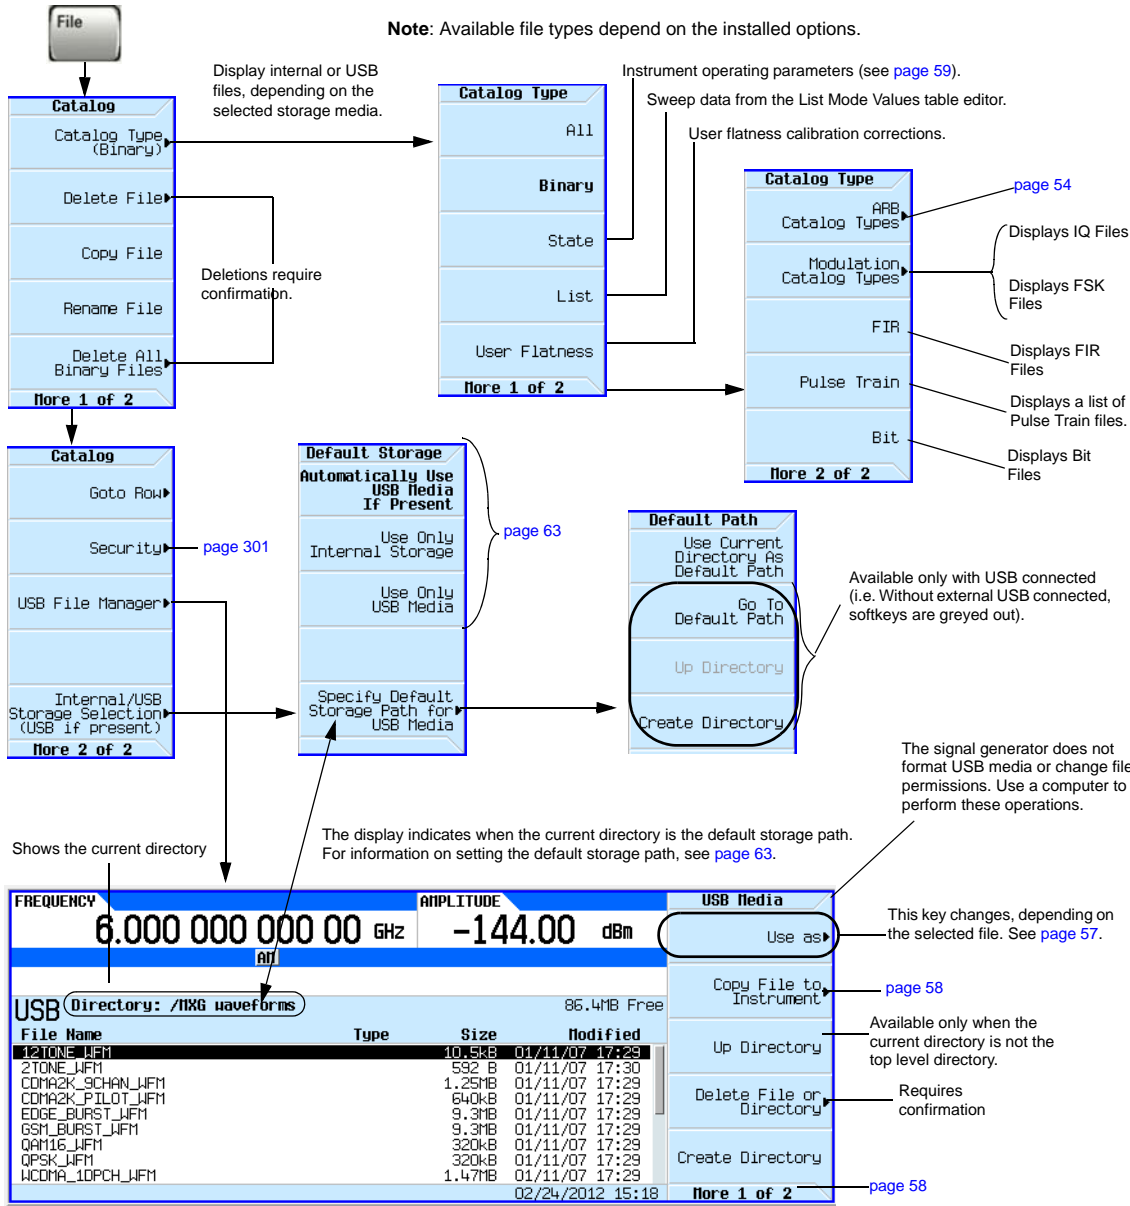 File
Note: Available file types depend on the installed options.
Display internal or USB
files, depending on the
selected storage media.
Instrument operating parameters (see page 59).
Sweep data from the List Mode Values table editor.
User flatness calibration corrections.
Catalog
Catalog Type
(Binary)
Delete File
Copy File
Rename File
Delete All
Binary Files
More 1 of 2
Deletions require
confirmation.
Catalog Type
All
Binary
State
List
User Flatness
More 1 of 2
Catalog Type
ARB
Catalog Types
Modulation
Catalog Types
FIR
Pulse Train
Bit
More 2 of 2
page 54
Displays IQ Files
Displays FSK
Files
Displays FIR
Files
Displays a list of
Pulse Train files.
Displays Bit
Files
Catalog
Goto Row
Security
USB File Manager
Internal/USB
Storage Selection
(USB if present)
More 2 of 2
page 301
Default Storage
Automatically Use
USB Media
If Present
Use Only
Internal Storage
Use Only
USB Media
Specify Default
Storage Path for
USB Media
page 63
Default Path
Use Current
Directory As
Default Path
Go To
Default Path
Up Directory
Create Directory
Available only with USB connected
(i.e. Without external USB connected,
softkeys are greyed out).
The signal generator does not
format USB media or change file
permissions. Use a computer to
perform these operations.
Shows the current directory
The display indicates when the current directory is the default storage path.
For information on setting the default storage path, see page 63.
FREQUENCY
6.000 000 000 00 GHz
AMPLITUDE
-144.00 dBm
AM
USB Directory: /MXG waveforms 86.4MB Free
File Name Type Size Modified
12TONE_WFM 10.5kB 01/11/07 17:29
2TONE_WFM 592 B 01/11/07 17:30
CDMA2K_9CHAN_WFM 1.25MB 01/11/07 17:29
CDMA2K_PILOT_WFM 640kB 01/11/07 17:29
EDGE_BURST_WFM 9.3MB 01/11/07 17:29
GSM_BURST_WFM 9.3MB 01/11/07 17:29
QAM16_WFM 320kB 01/11/07 17:29
QPSK_WFM 320kB 01/11/07 17:29
WCDMA_1DPCH_WFM 1.47MB 01/11/07 17:29
02/24/2012 15:18
USB Media
Use as
Copy File to
Instrument
Up Directory
Delete File or
Directory
Create Directory
More 1 of 2
This key changes, depending on
the selected file. See page 57.
page 58
Available only when the
current directory is not the
top level directory.
Requires
confirmation
page 58